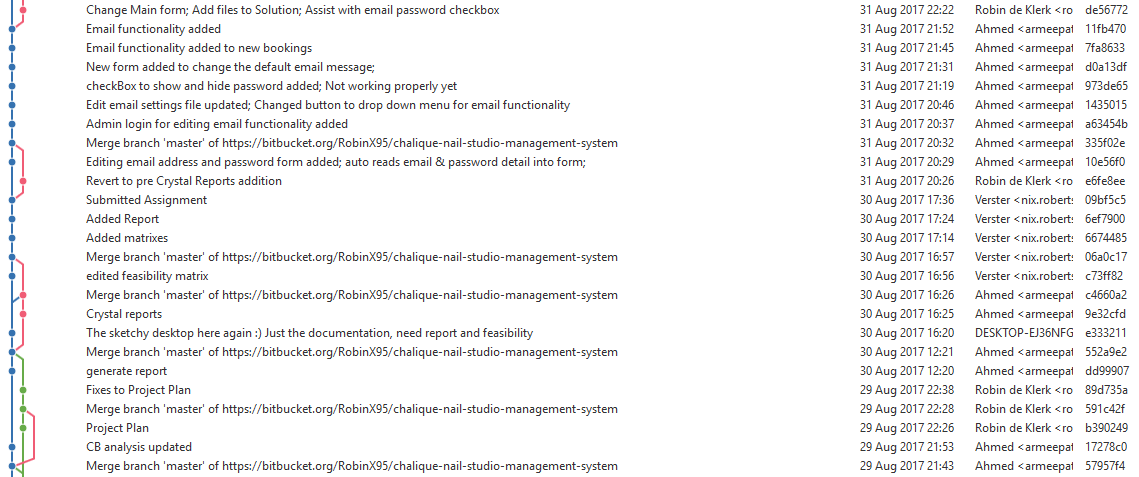 Change Main form; Add files to Solution; Assist with email password checkbox 31 Aug 2017 22:22 Robin de Klerk <ro de56772
Email functionality added 31 Aug 2017 21:52 Ahmed <armeepat 11fb470
Email functionality added to new bookings 31 Aug 2017 21:45 Ahmed <armeepat 7fa8633
New form added to change the default email message; 31 Aug 2017 21:31 Ahmed <armeepat d0a13df
checkBox to show and hide password added; Not working properly yet 31 Aug 2017 21:19 Ahmed <armeepat 973de65
Edit email settings file updated; Changed button to drop down menu for email functionality 31 Aug 2017 20:46 Ahmed <armeepat 1435015
Admin login for editing email functionality added 31 Aug 2017 20:37 Ahmed <armeepat a63454b
Merge branch 'master' of https://bitbucket.org/RobinX95/chalique-nail-studio-management-system 31 Aug 2017 20:32 Ahmed <armeepat 335f02e
Editing email address and password form added; auto reads email & password detail into form; 31 Aug 2017 20:29 Ahmed <armeepat 10e56f0
Revert to pre Crystal Reports addition 31 Aug 2017 20:26 Robin de Klerk <ro e6fe8ee
Submitted Assignment 30 Aug 2017 17:36 Verster <nix.roberts 09bf5c5
Added Report 30 Aug 2017 17:24 Verster <nix.roberts 6ef7900
Added matrixes 30 Aug 2017 17:14 Verster <nix.roberts 6674485
Merge branch 'master' of https://bitbucket.org/RobinX95/chalique-nail-studio-management-system 30 Aug 2017 16:57 Verster <nix.roberts 06a0c17
edited feasibility matrix 30 Aug 2017 16:56 Verster <nix.roberts c73ff82
Merge branch 'master' of https://bitbucket.org/RobinX95/chalique-nail-studio-management-system 30 Aug 2017 16:26 Ahmed <armeepat c4660a2
Crystal reports 30 Aug 2017 16:25 Ahmed <armeepat 9e32cfd
The sketchy desktop here again :) Just the documentation, need report and feasibility 30 Aug 2017 16:20 DESKTOP-EJ36NFG e333211
Merge branch 'master' of https://bitbucket.org/RobinX95/chalique-nail-studio-management-system 30 Aug 2017 12:21 Ahmed <armeepat 552a9e2
generate report 30 Aug 2017 12:20 Ahmed <armeepat dd99907
Fixes to Project Plan 29 Aug 2017 22:38 Robin de Klerk <ro 89d735a
Merge branch 'master' of https://bitbucket.org/RobinX95/chalique-nail-studio-management-system 29 Aug 2017 22:28 Robin de Klerk <ro 591c42f
Project Plan 29 Aug 2017 22:26 Robin de Klerk <ro b390249
CB analysis updated 29 Aug 2017 21:53 Ahmed <armeepat 17278c0
Merge branch 'master' of https://bitbucket.org/RobinX95/chalique-nail-studio-management-system 29 Aug 2017 21:43 Ahmed <armeepat 57957f4